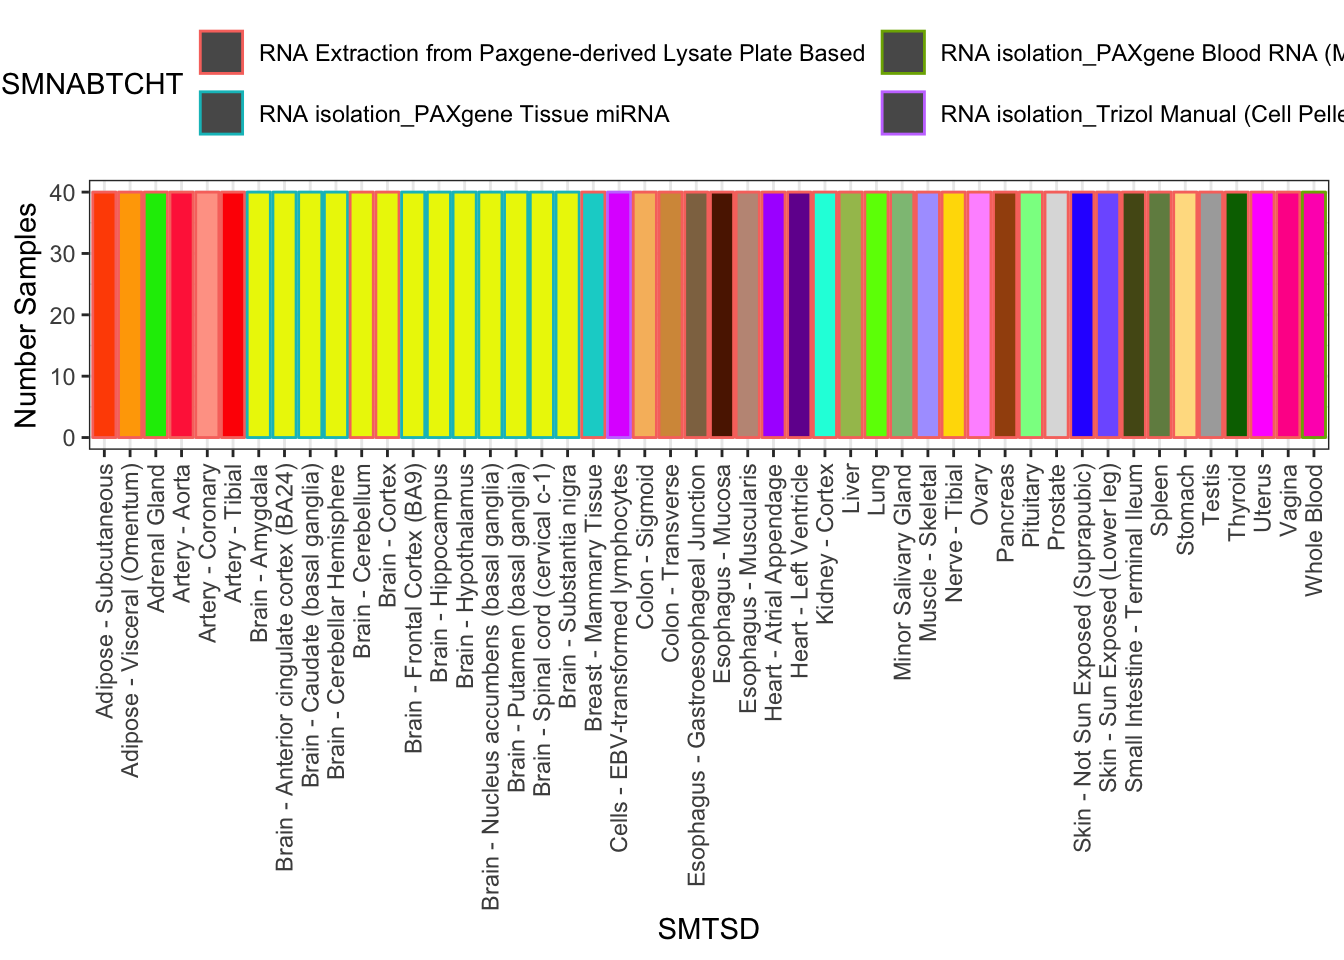 SMNABTCHT
RNA Extraction from Paxgene-derived Lysate Plate Based
RNA isolation_PAXgene Blood RNA (M
RNA isolation_PAXgene Tissue miRNA
RNA isolation_Trizol Manual (Cell Pelle
Number Samples
40
30
20
10
0
Adipose - Subcutaneous
Adipose - Visceral (Omentum)
Adrenal Gland
Artery - Aorta
Artery - Coronary
Artery - Tibial
Brain - Amygdala
Brain - Anterior cingulate cortex (BA24)
Brain - Caudate (basal ganglia)
Brain - Cerebellar Hemisphere
Brain - Cerebellum
Brain - Cortex
Brain - Frontal Cortex (BA9)
Brain - Hippocampus
Brain - Hypothalamus
Brain - Nucleus accumbens (basal ganglia)
Brain - Putamen (basal ganglia)
Brain - Spinal cord (cervical c-1)
Brain - Substantia nigra
Breast - Mammary Tissue
Cells - EBV-transformed lymphocytes
Colon - Sigmoid
Colon - Transverse
Esophagus - Gastroesophageal Junction
Esophagus - Mucosa
Esophagus - Muscularis
Heart - Atrial Appendage
Heart - Left Ventricle
Kidney - Cortex
Liver
Lung
Minor Salivary Gland
Muscle - Skeletal
Nerve - Tibial
Ovary
Pancreas
Pituitary
Prostate
Skin - Not Sun Exposed (Suprapubic)
Skin - Sun Exposed (Lower leg)
Small Intestine - Terminal Ileum
Spleen
Stomach
Testis
Thyroid
Uterus
Vagina
Whole Blood
SMTSD